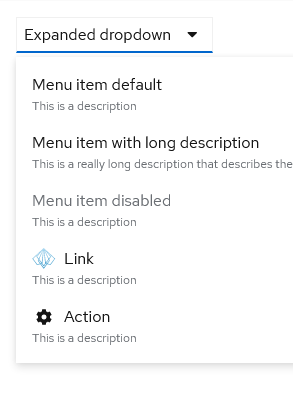 Expanded dropdown
Menu item default
This is a description
Menu item with long description
This is a really long description that describes the
Menu item disabled
This is a description
Link
This is a description
Action
This is a description